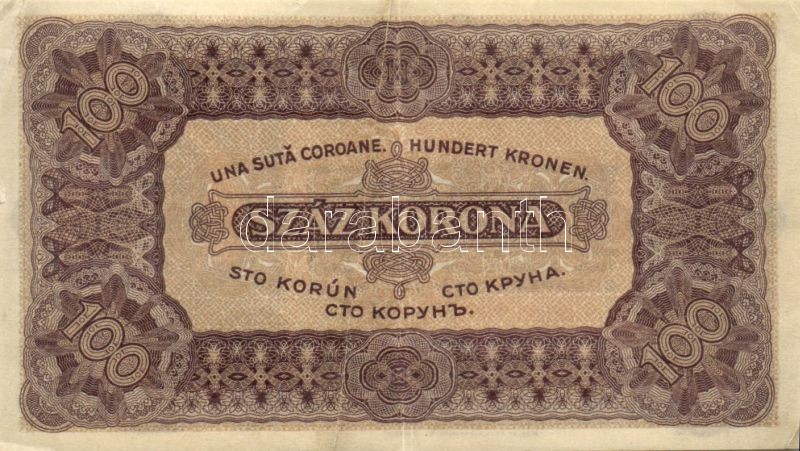 100 100
UNA SUTĂ COROANE. HUNDERT KRONEN.
SZÁZ KORONA
darabanth
STO KORÚN СТО КРУНА.
СТО КОРУНЪ.
100 100